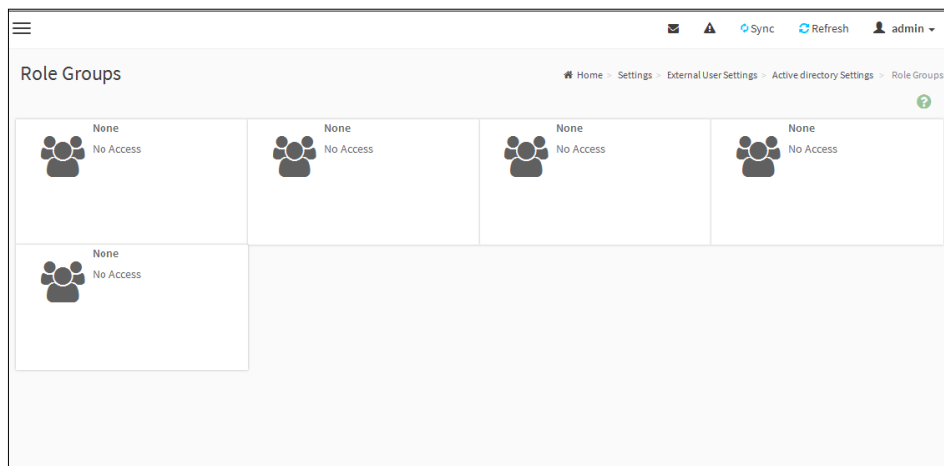 Sync Refresh admin
Role Groups
Home > Settings > External User Settings > Active directory Settings > Role Groups
None None None None
No Access No Access No Access No Access
None
No Access